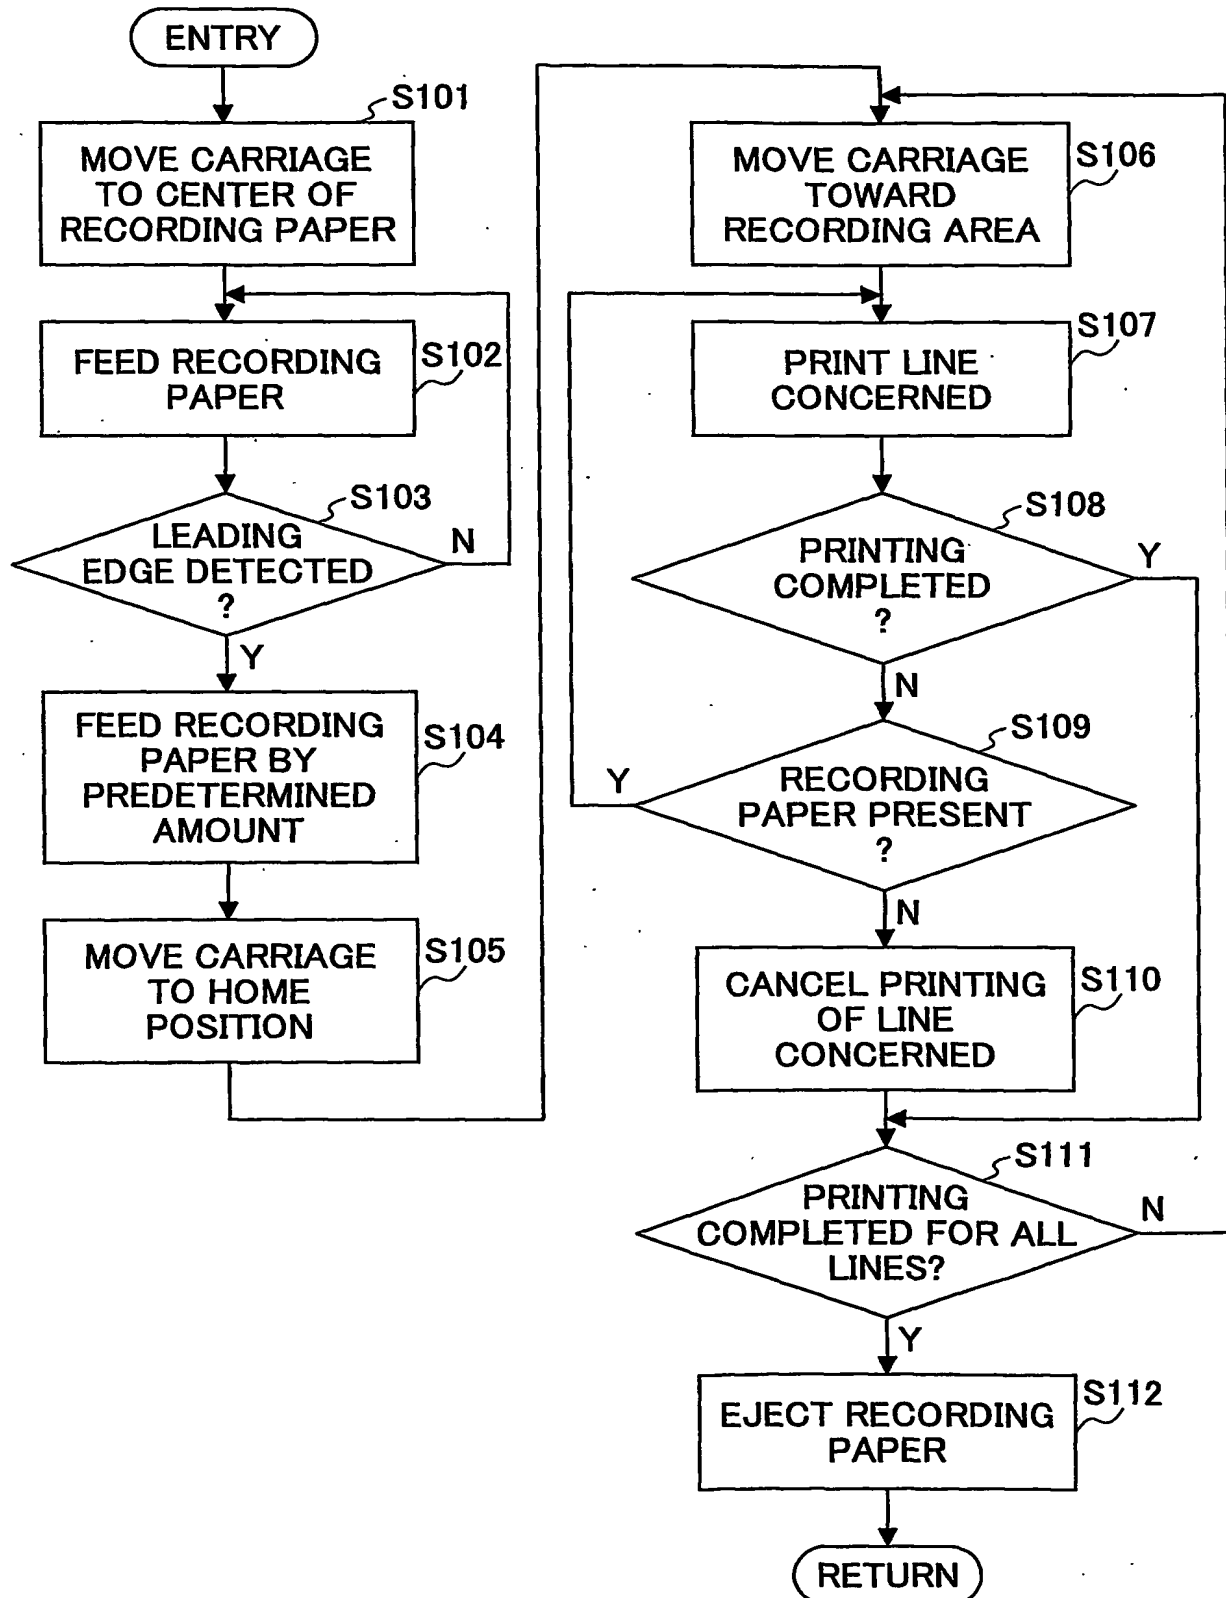 ENTRY
S101
MOVE CARRIAGE
TO CENTER OF
RECORDING PAPER
FEED RECORDING
PAPER
S102
S103
LEADING
EDGE DETECTED
?
N
Y
FEED RECORDING
PAPER BY
PREDETERMINED
AMOUNT
S104
MOVE CARRIAGE
TO HOME
POSITION
S105
MOVE CARRIAGE
TOWARD
RECORDING AREA
S106
PRINT LINE
CONCERNED
S107
S108
PRINTING
COMPLETED
?
Y
N
S109
RECORDING
PAPER PRESENT
?
Y
N
CANCEL PRINTING
OF LINE
CONCERNED
S110
S111
PRINTING
COMPLETED FOR ALL
LINES?
N
Y
EJECT RECORDING
PAPER
S112
RETURN